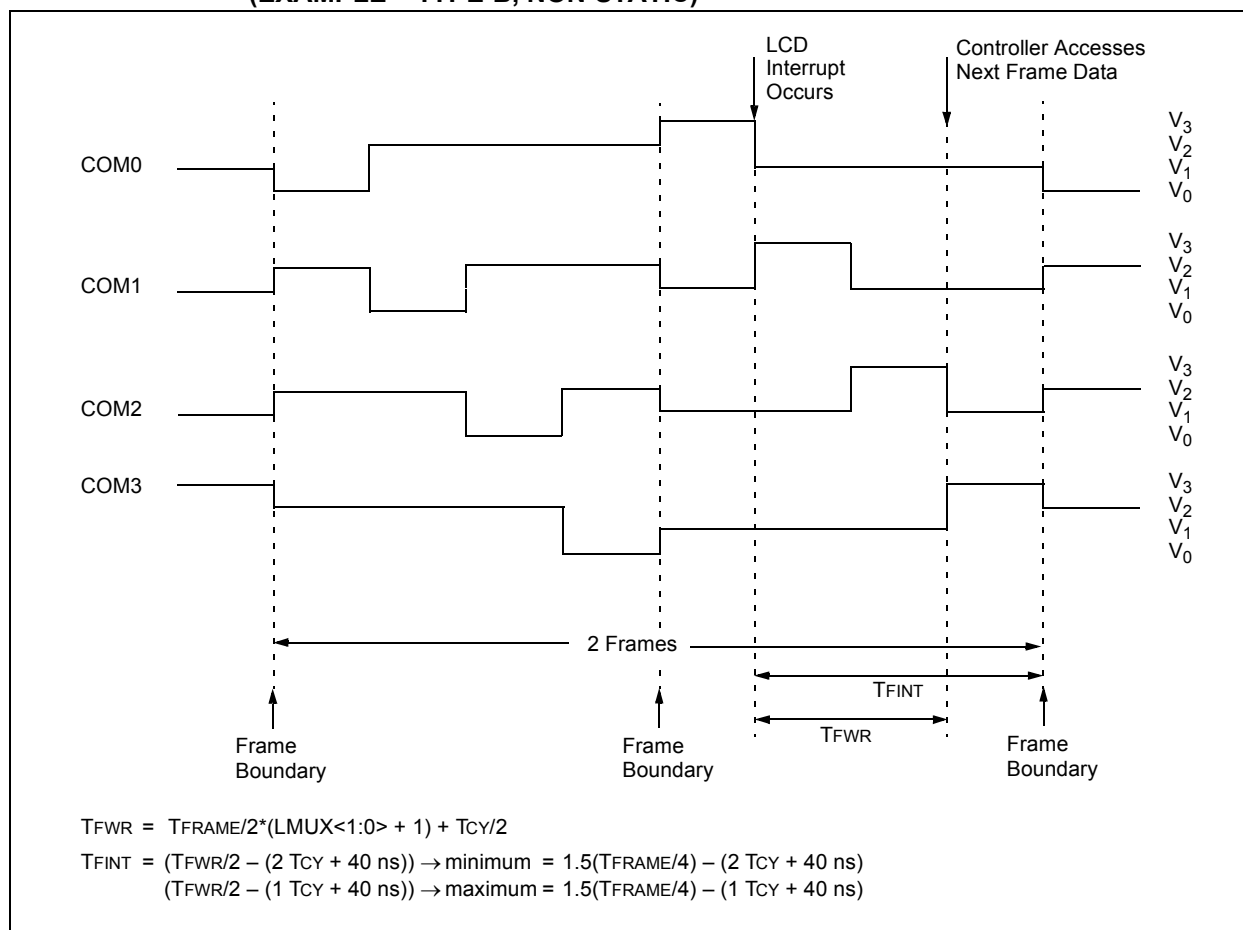 (EXAMPLE – TYPE-B, NON-STATIC)
LCD
Interrupt
Occurs
Controller Accesses
Next Frame Data
COM0
V3
V2
V1
V0
COM1
V3
V2
V1
V0
COM2
V3
V2
V1
V0
COM3
V3
V2
V1
V0
2 Frames
TFINT
TFWR
Frame
Boundary
Frame
Boundary
Frame
Boundary
TFWR = TFRAME/2*(LMUX<1:0> + 1) + TCY/2
TFINT = (TFWR/2 – (2 TCY + 40 ns)) → minimum = 1.5(TFRAME/4) – (2 TCY + 40 ns)
(TFWR/2 – (1 TCY + 40 ns)) → maximum = 1.5(TFRAME/4) – (1 TCY + 40 ns)